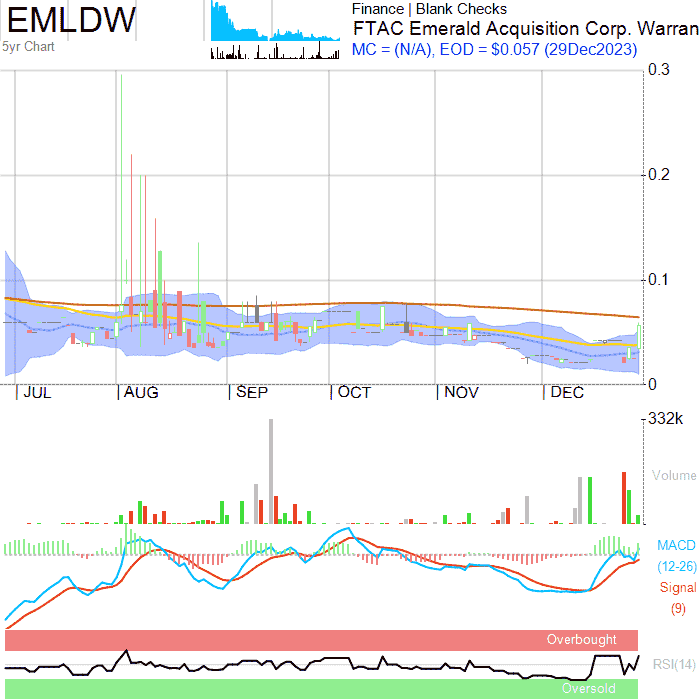 EMLDW
5yr Chart
Finance | Blank Checks
FTAC Emerald Acquisition Corp. Warran
MC = (N/A), EOD = $0.057 (29Dec2023)
0.3
0.2
0.1
0
JUL
AUG
SEP
OCT
NOV
DEC
332k
Volume
MACD
(12-26)
Signal
(9)
Overbought
RSI(14)
Oversold